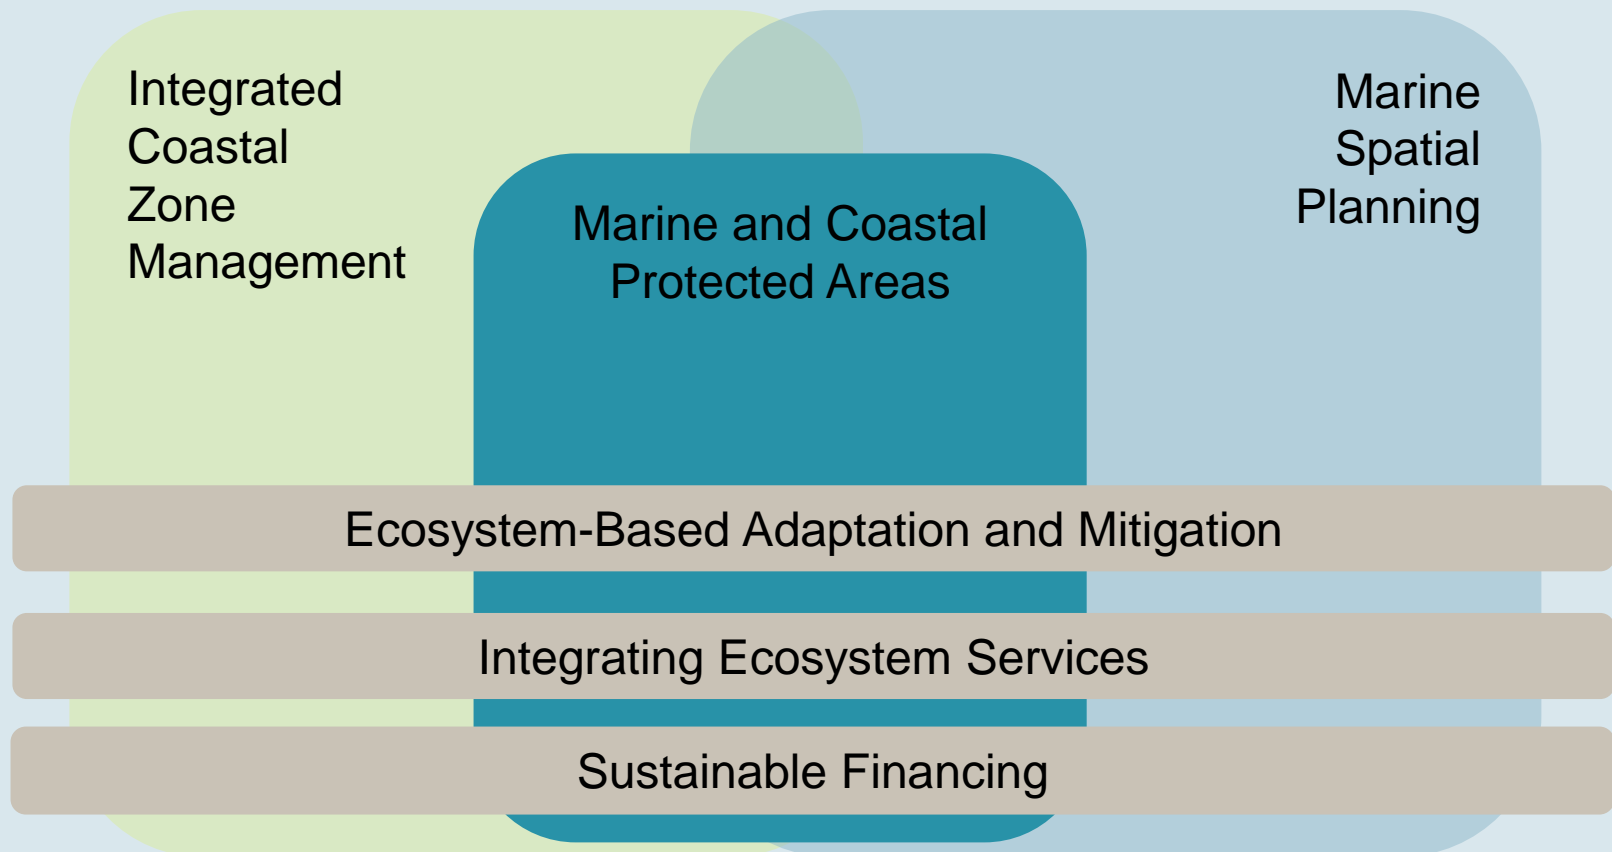 Integrated
Coastal
Zone
Management
Marine and Coastal
Protected Areas
Marine
Spatial
Planning
Ecosystem-Based Adaptation and Mitigation
Integrating Ecosystem Services
Sustainable Financing